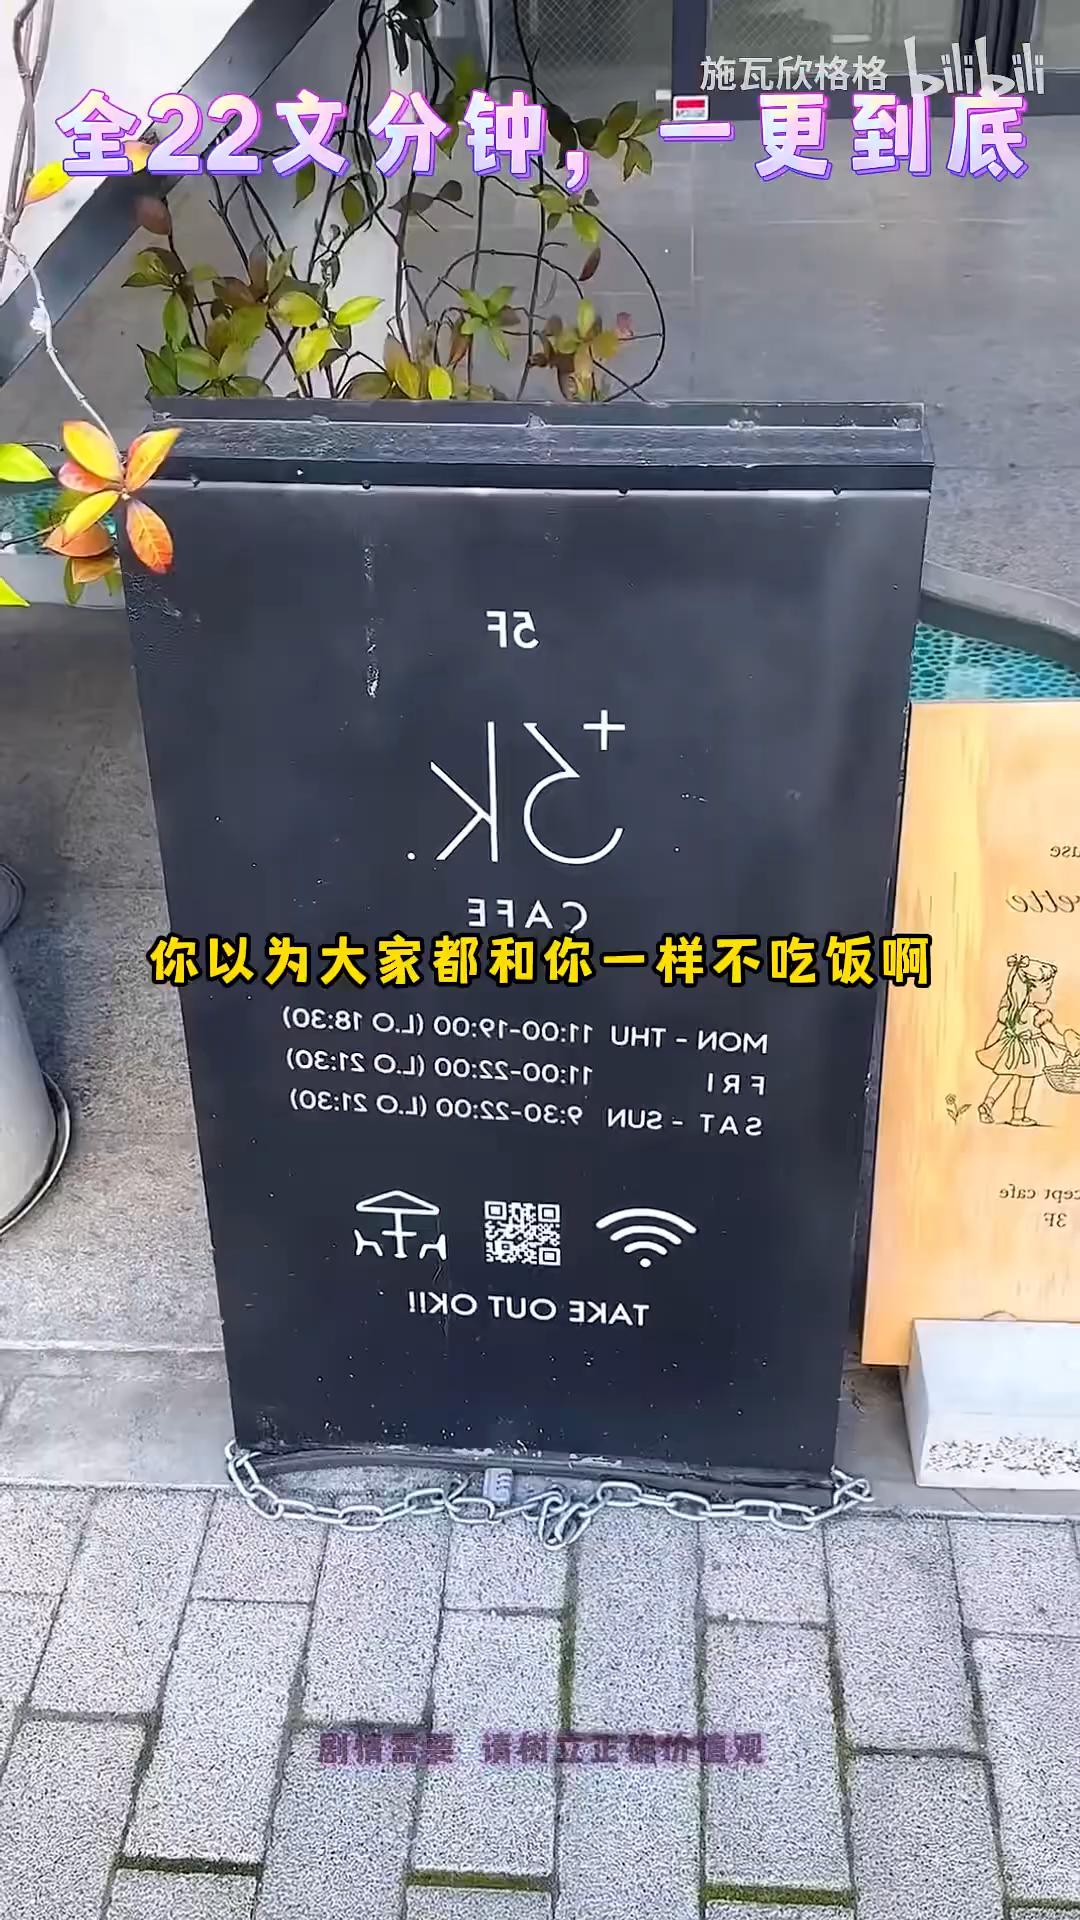 施瓦欣格格 bilibili
全22文分钟，一更到底
5F
+3k.
CAFE
你以为大家都和你一样不吃饭啊
MON - THU 11:00-19:00 (L.O 18:30)
FRI 11:00-22:00 (L.O 21:30)
SAT - SUN 9:30-22:00 (L.O 21:30)
TAKE OUT OK!!
cept cafe
3F
剧情需要 请树立正确价值观